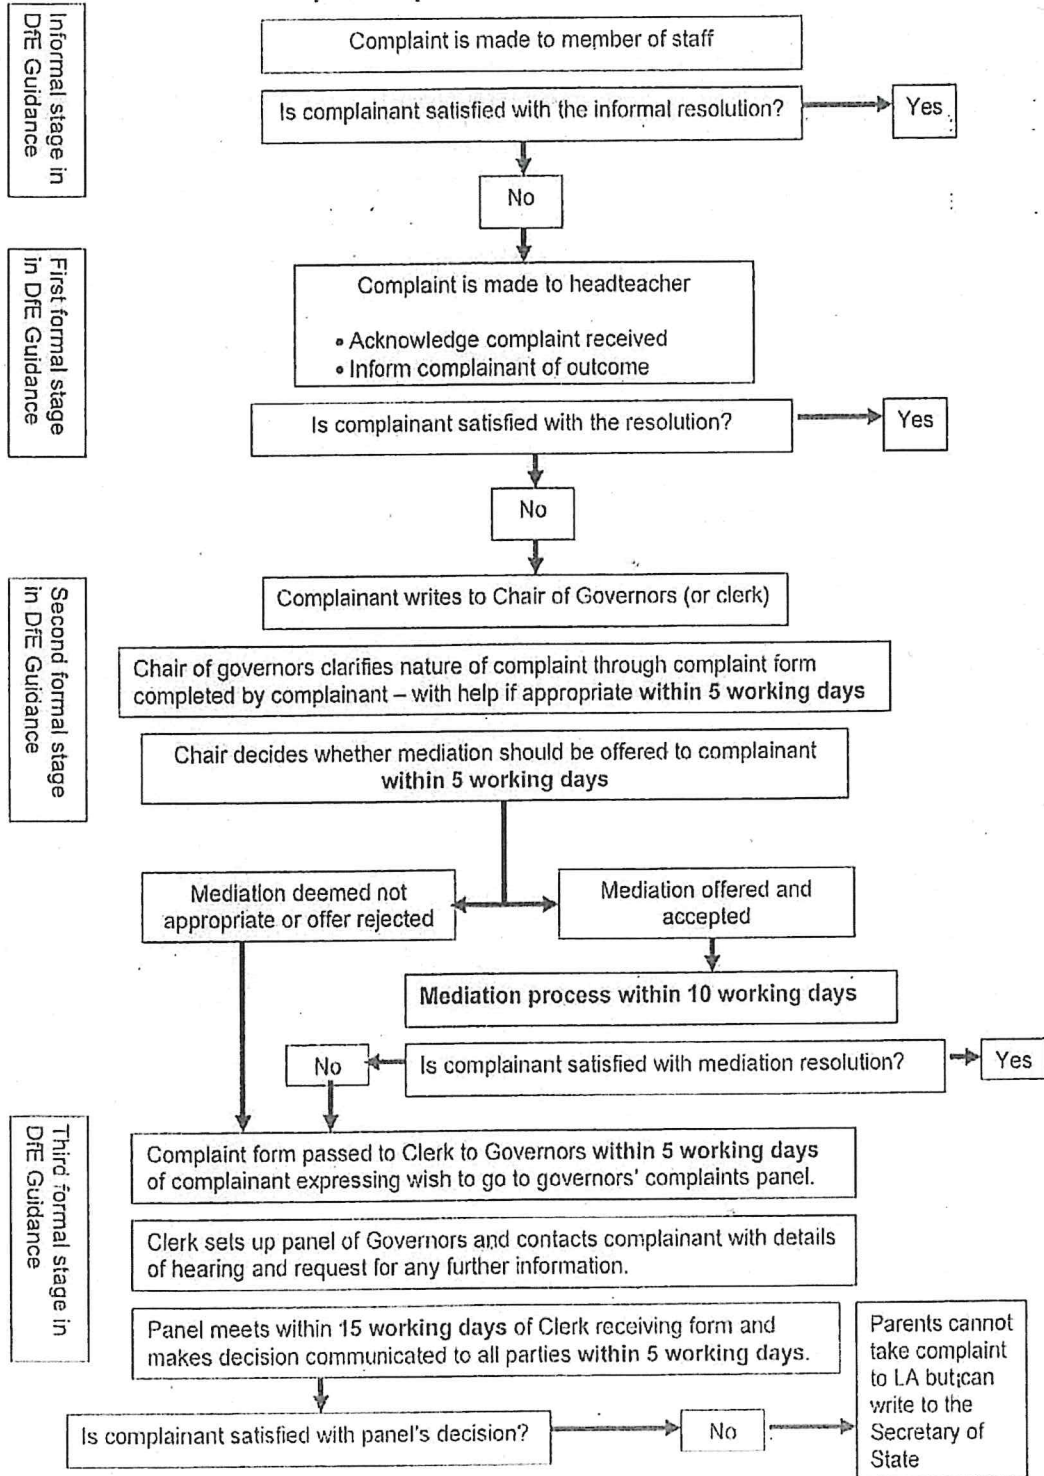 Informal stage in
DfE Guidance
Complaint is made to member of staff
Is complainant satisfied with the informal resolution?
Yes
No
First formal stage
in DfE Guidance
Complaint is made to headteacher
• Acknowledge complaint received
• Inform complainant of outcome
Is complainant satisfied with the resolution?
Yes
No
Second formal stage
in DfE Guidance
Complainant writes to Chair of Governors (or clerk)
Chair of governors clarifies nature of complaint through complaint form
completed by complainant – with help if appropriate within 5 working days
Chair decides whether mediation should be offered to complainant
within 5 working days
Mediation deemed not
appropriate or offer rejected
Mediation offered and
accepted
Mediation process within 10 working days
No
Is complainant satisfied with mediation resolution?
Yes
Third formal stage in
DfE Guidance
Complaint form passed to Clerk to Governors within 5 working days
of complainant expressing wish to go to governors' complaints panel.
Clerk sets up panel of Governors and contacts complainant with details
of hearing and request for any further information.
Panel meets within 15 working days of Clerk receiving form and
makes decision communicated to all parties within 5 working days.
Is complainant satisfied with panel's decision?
No
Parents cannot
take complaint
to LA but can
write to the
Secretary of
State